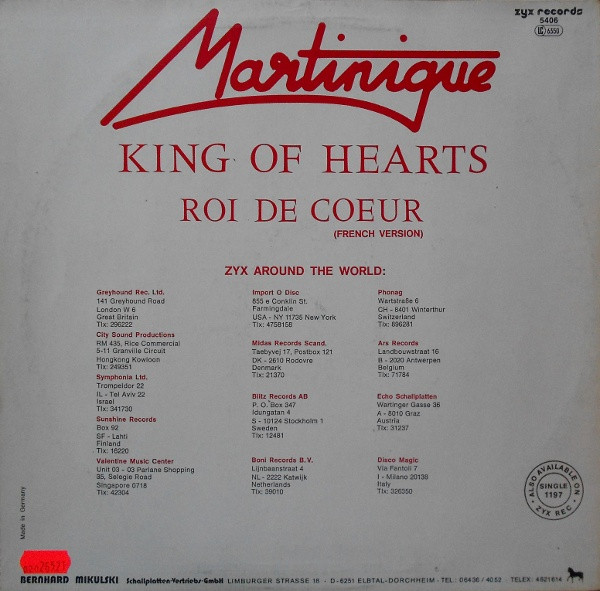 zyx records
5406
LC 6350
Martinique
KING OF HEARTS
ROI DE COEUR
(FRENCH VERSION)
ZYX AROUND THE WORLD:
Greyhound Rec. Ltd.
141 Greyhound Road
London W 6
Great Britain
Tlx: 296222
City Sound Productions
RM 435, Rice Commercial
5-11 Granville Circuit
Hongkong Kowloon
Tlx: 249351
Symphonia Ltd.
Trompeldor 22
IL - Tel Aviv 22
Israel
Tlx: 341730
Sunshine Records
Box 92
SF - Lahti
Finland
Tlx: 16220
Valentine Music Center
Unit 03 - 03 Parlane Shopping
35, Selegie Road
Singapore 0718
Tlx: 42304
Import O Disc
855 e Conklin St.
Farmingdale
USA - NY 11735 New York
Tlx: 4758158
Midas Records Scand.
Taebyvej 17, Postbox 121
DK - 2610 Rodovre
Denmark
Tlx: 21370
Blitz Records AB
P. O. Box 347
Idungatan 4
S - 10124 Stockholm 1
Sweden
Tlx: 12481
Boni Records B.V.
Lijnbaanstraat 4
NL - 2222 Katwijk
Netherlands
Tlx: 39010
Phonag
Wartstraße 6
CH - 8401 Winterthur
Switzerland
Tlx: 896281
Ars Records
Landbouwstraat 16
B - 2020 Antwerpen
Belgium
Tlx: 71784
Echo Schallplatten
Wartinger Gasse 36
A - 8010 Graz
Austria
Tlx: 31237
Disco Magic
Via Fantoli 7
I - Milano 20138
Italy
Tlx: 326350
ALSO AVAILABLE ON
SINGLE
1197
ZYX REC.
Made in Germany
BERNHARD MIKULSKI Schallplatten-Vertriebs-GmbH LIMBURGER STRASSE 18 - D-6251 ELBTAL-DORCHHEIM - TEL.: 06436 / 4052 · TELEX: 4821614